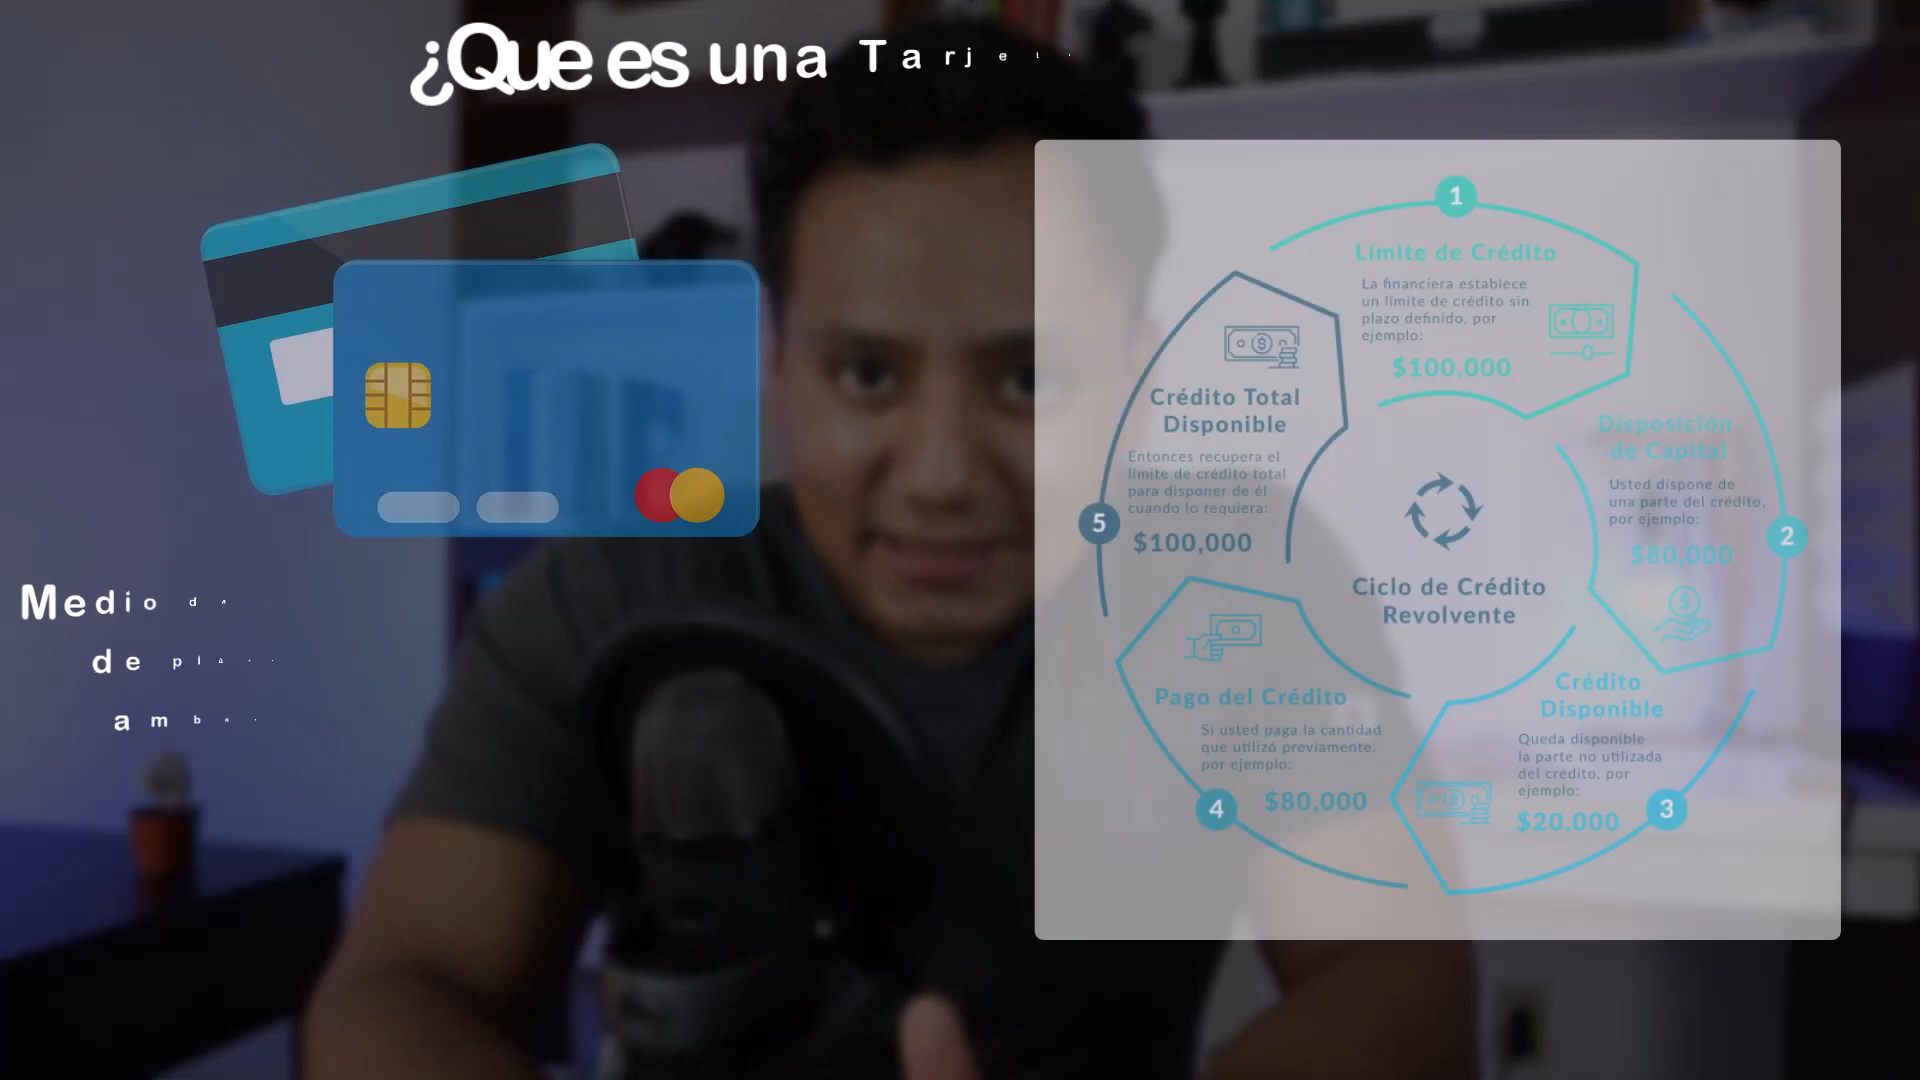 ¿Que es una Tarje
Medio de
de pla
amb
1
Límite de Crédito
La financiera establece
un límite de crédito sin
plazo definido, por
ejemplo:
$100,000
Disposición
de Capital
Usted dispone de
una parte del crédito,
por ejemplo:
$80,000
2
Crédito
Disponible
Queda disponible
la parte no utilizada
del crédito, por
ejemplo:
$20,000
3
Pago del Crédito
Si usted paga la cantidad
que utilizó previamente,
por ejemplo:
$80,000
4
Crédito Total
Disponible
Entonces recupera el
límite de crédito total
para disponer de él
cuando lo requiera:
$100,000
5
Ciclo de Crédito
Revolvente